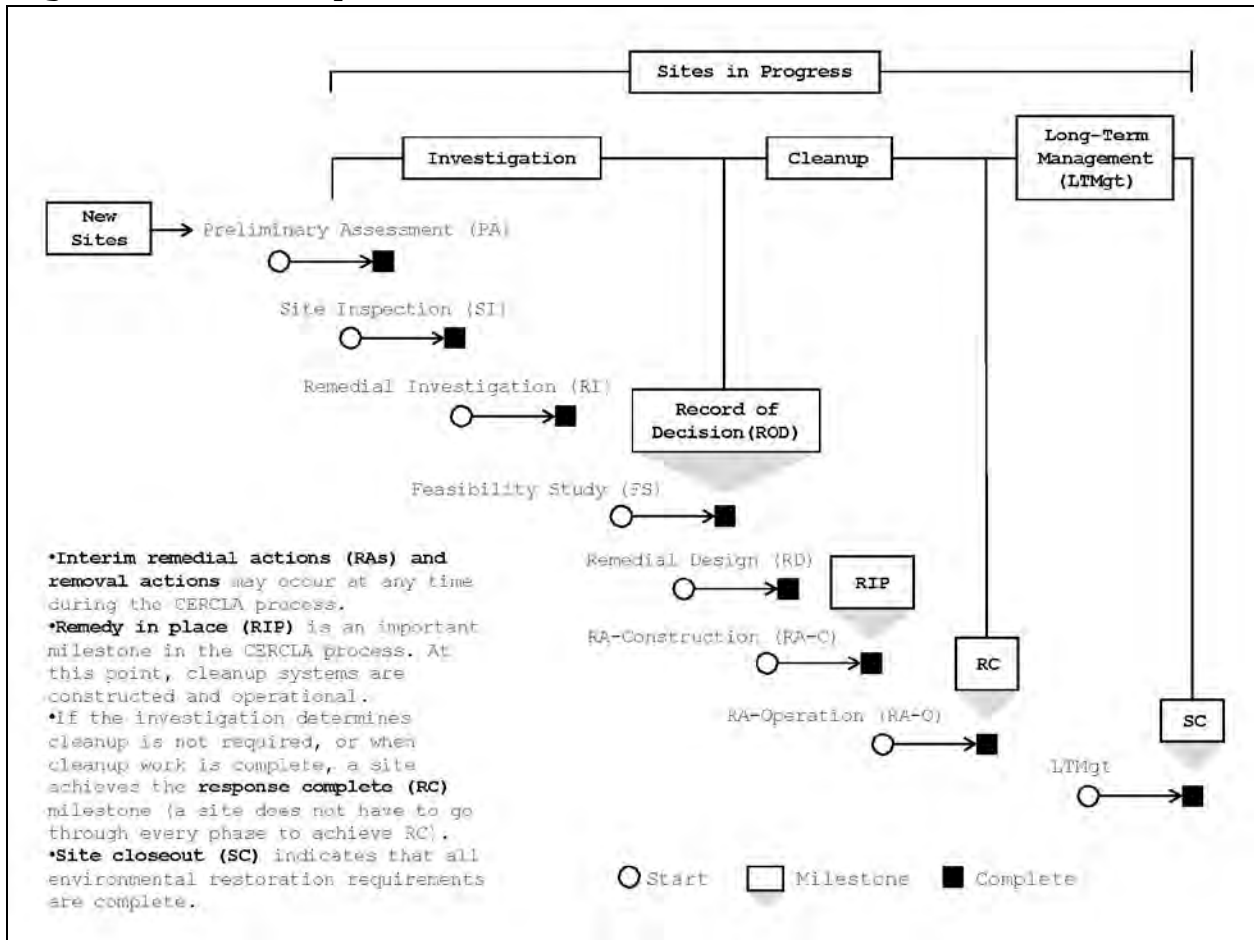 Sites in Progress
Investigation
Cleanup
Long-Term
Management
(LTMgt)
New
Sites
Preliminary Assessment (PA)
Site Inspection (SI)
Remedial Investigation (RI)
Record of
Decision(ROD)
Feasibility Study (FS)
Remedial Design (RD)
RIP
RA-Construction (RA-C)
RC
RA-Operation (RA-O)
SC
LTMgt
•Interim remedial actions (RAs) and
removal actions may occur at any time
during the CERCLA process.
•Remedy in place (RIP) is an important
milestone in the CERCLA process. At
this point, cleanup systems are
constructed and operational.
•If the investigation determines
cleanup is not required, or when
cleanup work is complete, a site
achieves the response complete (RC)
milestone (a site does not have to go
through every phase to achieve RC).
•Site closeout (SC) indicates that all
environmental restoration requirements
are complete.
Start
Milestone
Complete